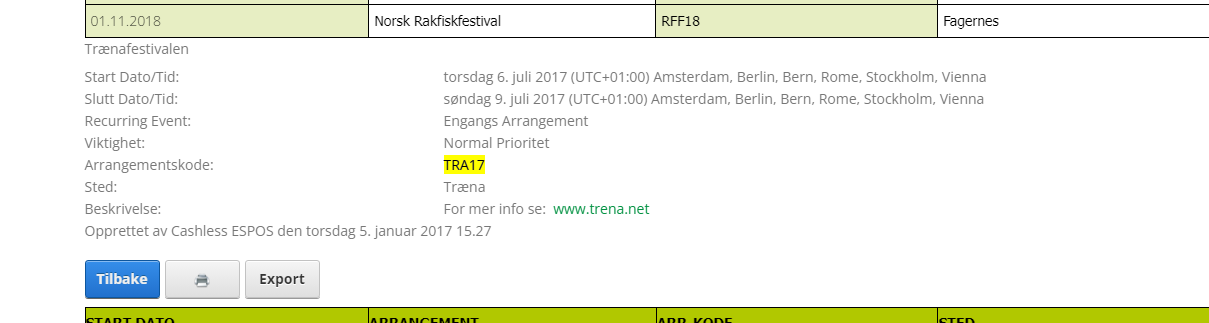 01.11.2018 Norsk Rakfiskfestival RFF18 Fagernes
Trænafestivalen
Start Dato/Tid: torsdag 6. juli 2017 (UTC+01:00) Amsterdam, Berlin, Bern, Rome, Stockholm, Vienna
Slutt Dato/Tid: søndag 9. juli 2017 (UTC+01:00) Amsterdam, Berlin, Bern, Rome, Stockholm, Vienna
Recurring Event: Engangs Arrangement
Viktighet: Normal Prioritet
Arrangementskode: TRA17
Sted: Træna
Beskrivelse: For mer info se: www.trena.net
Opprettet av Cashless ESPOS den torsdag 5. januar 2017 15.27
Tilbake Export
START DATO ARRANGEMENT ARR.KODE STED